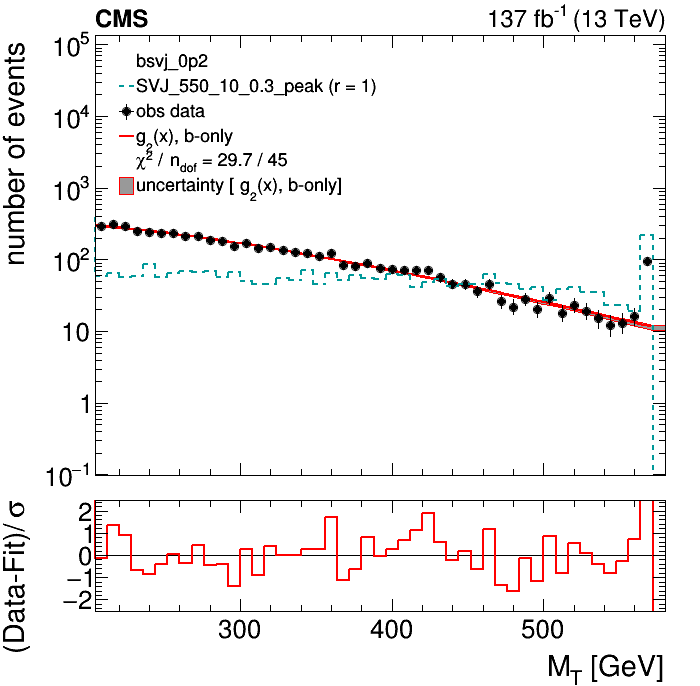 CMS 137 fb⁻¹ (13 TeV)
number of events
10⁵
10⁴
10³
10²
10
1
10⁻¹
bsvj_0p2
SVJ_550_10_0.3_peak (r = 1)
obs data
g₂(x), b-only
χ² / n_dof = 29.7 / 45
uncertainty [ g₂(x), b-only]
(Data-Fit)/ σ
2
1
0
−1
−2
300 400 500
M_T [GeV]